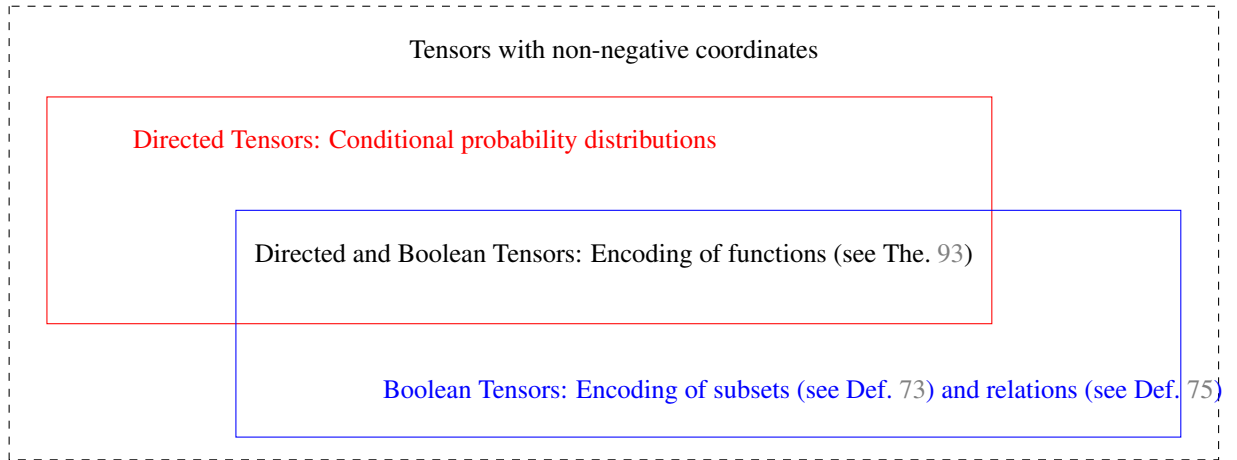 Tensors with non-negative coordinates
Directed Tensors: Conditional probability distributions
Directed and Boolean Tensors: Encoding of functions (see The. 93)
Boolean Tensors: Encoding of subsets (see Def. 73) and relations (see Def. 75)